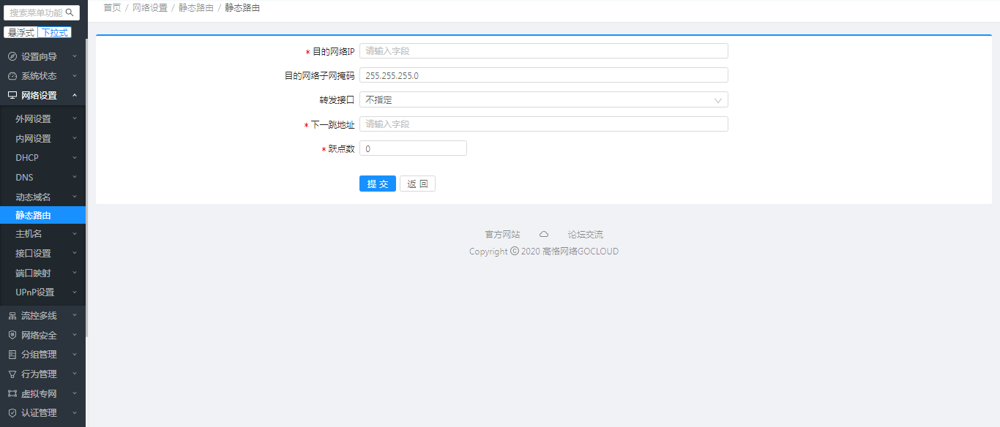 搜索菜单功能
悬浮式 下拉式
设置向导
系统状态
网络设置
外网设置
内网设置
DHCP
DNS
动态域名
静态路由
主机名
接口设置
端口映射
UPnP设置
流控多线
网络安全
分组管理
行为管理
虚拟专网
认证管理
首页 / 网络设置 / 静态路由 / 静态路由
* 目的网络IP 请输入字段
目的网络子网掩码 255.255.255.0
转发接口 不指定
* 下一跳地址 请输入字段
* 跃点数 0
提 交 返 回
官方网站 论坛交流
Copyright © 2020 高恪网络GOCLOUD